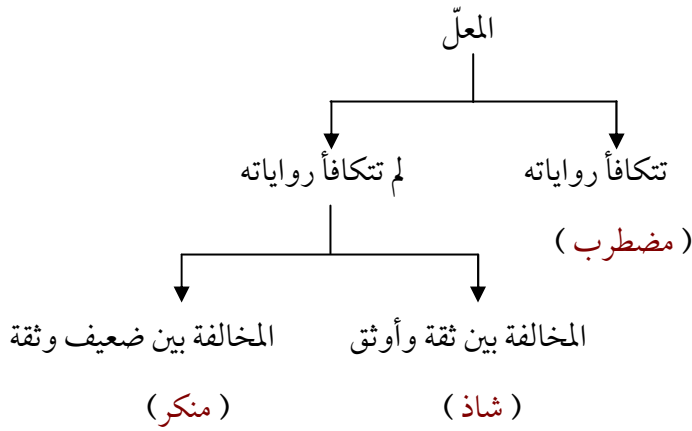 المعلّ
تتكافأ رواياته
لم تتكافأ رواياته
( مضطرب )
المخالفة بين ثقة وأوثق
المخالفة بين ضعيف وثقة
( شاذ )
( منكر )